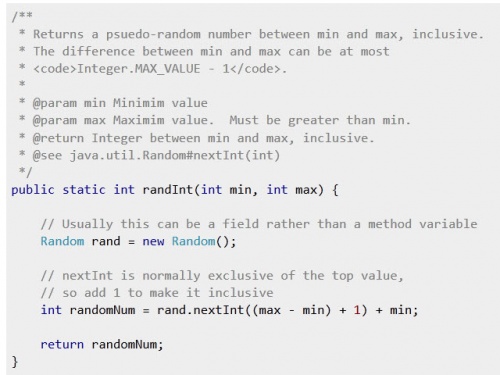 /**
 * Returns a psuedo-random number between min and max, inclusive.
 * The difference between min and max can be at most
 * <code>Integer.MAX_VALUE - 1</code>.
 *
 * @param min Minimim value
 * @param max Maximim value.  Must be greater than min.
 * @return Integer between min and max, inclusive.
 * @see java.util.Random#nextInt(int)
 */
public static int randInt(int min, int max) {

    // Usually this can be a field rather than a method variable
    Random rand = new Random();

    // nextInt is normally exclusive of the top value,
    // so add 1 to make it inclusive
    int randomNum = rand.nextInt((max - min) + 1) + min;

    return randomNum;
}